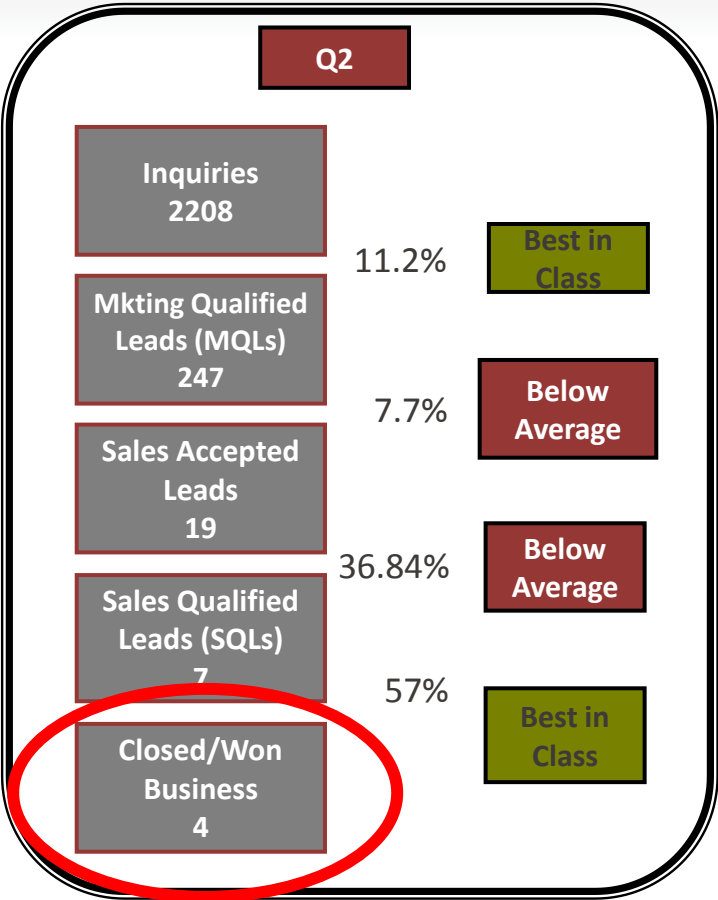 Q2
Inquiries
2208
11.2%
Best in
Class
Mkting Qualified
Leads (MQLs)
247
7.7%
Below
Average
Sales Accepted
Leads
19
36.84%
Below
Average
Sales Qualified
Leads (SQLs)
7
57%
Best in
Class
Closed/Won
Business
4